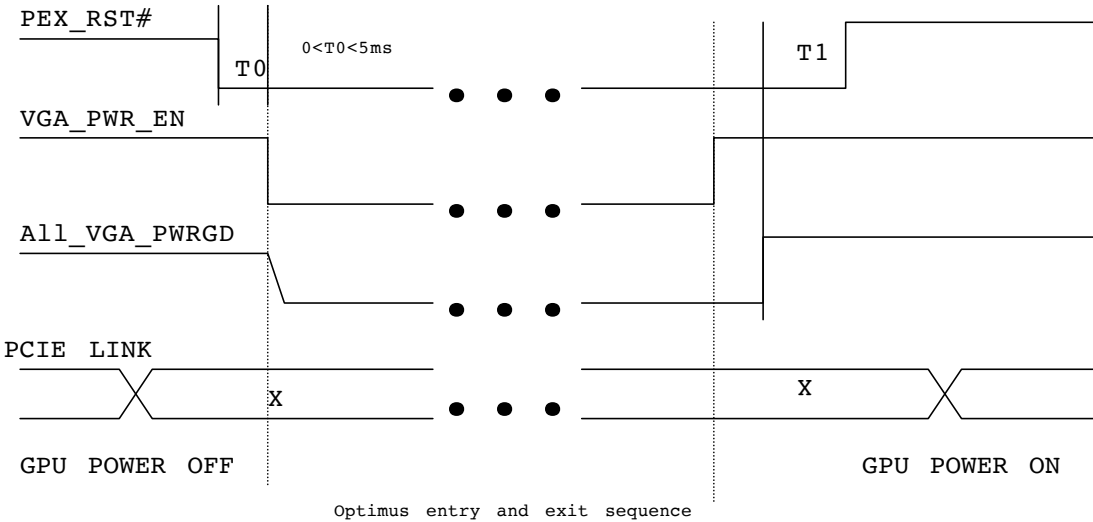 PEX_RST#
0<T0<5ms
T0
T1
VGA_PWR_EN
All_VGA_PWRGD
PCIE LINK
X
X
GPU POWER OFF
GPU POWER ON
Optimus entry and exit sequence